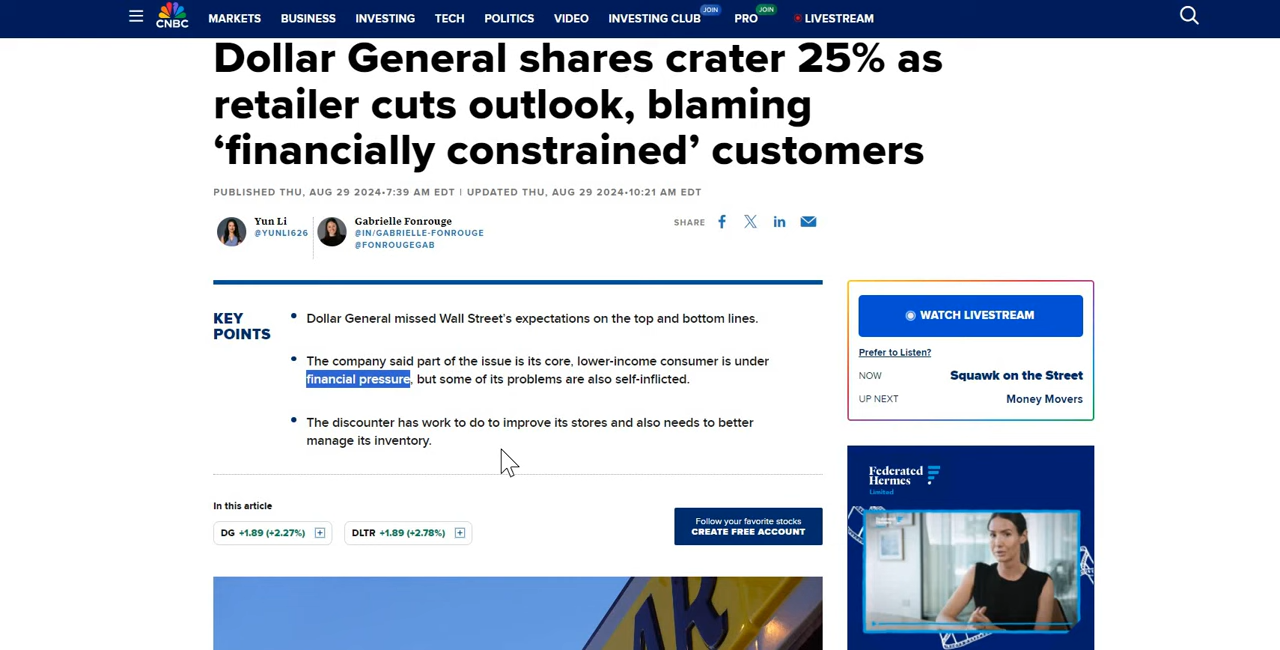 CNBC
MARKETS BUSINESS INVESTING TECH POLITICS VIDEO INVESTING CLUB JOIN PRO JOIN LIVESTREAM
Dollar General shares crater 25% as
retailer cuts outlook, blaming
‘financially constrained’ customers
PUBLISHED THU, AUG 29 2024•7:39 AM EDT | UPDATED THU, AUG 29 2024•10:21 AM EDT
Yun Li
@YUNLI626
Gabrielle Fonrouge
@IN/GABRIELLE-FONROUGE
@FONROUGEGAB
SHARE
KEY
POINTS
Dollar General missed Wall Street’s expectations on the top and bottom lines.
The company said part of the issue is its core, lower-income consumer is under
financial pressure, but some of its problems are also self-inflicted.
The discounter has work to do to improve its stores and also needs to better
manage its inventory.
WATCH LIVESTREAM
Prefer to Listen?
NOW Squawk on the Street
UP NEXT Money Movers
In this article
DG +1.89 (+2.27%)
DLTR +1.89 (+2.78%)
Follow your favorite stocks
CREATE FREE ACCOUNT
Federated
Hermes
Limited